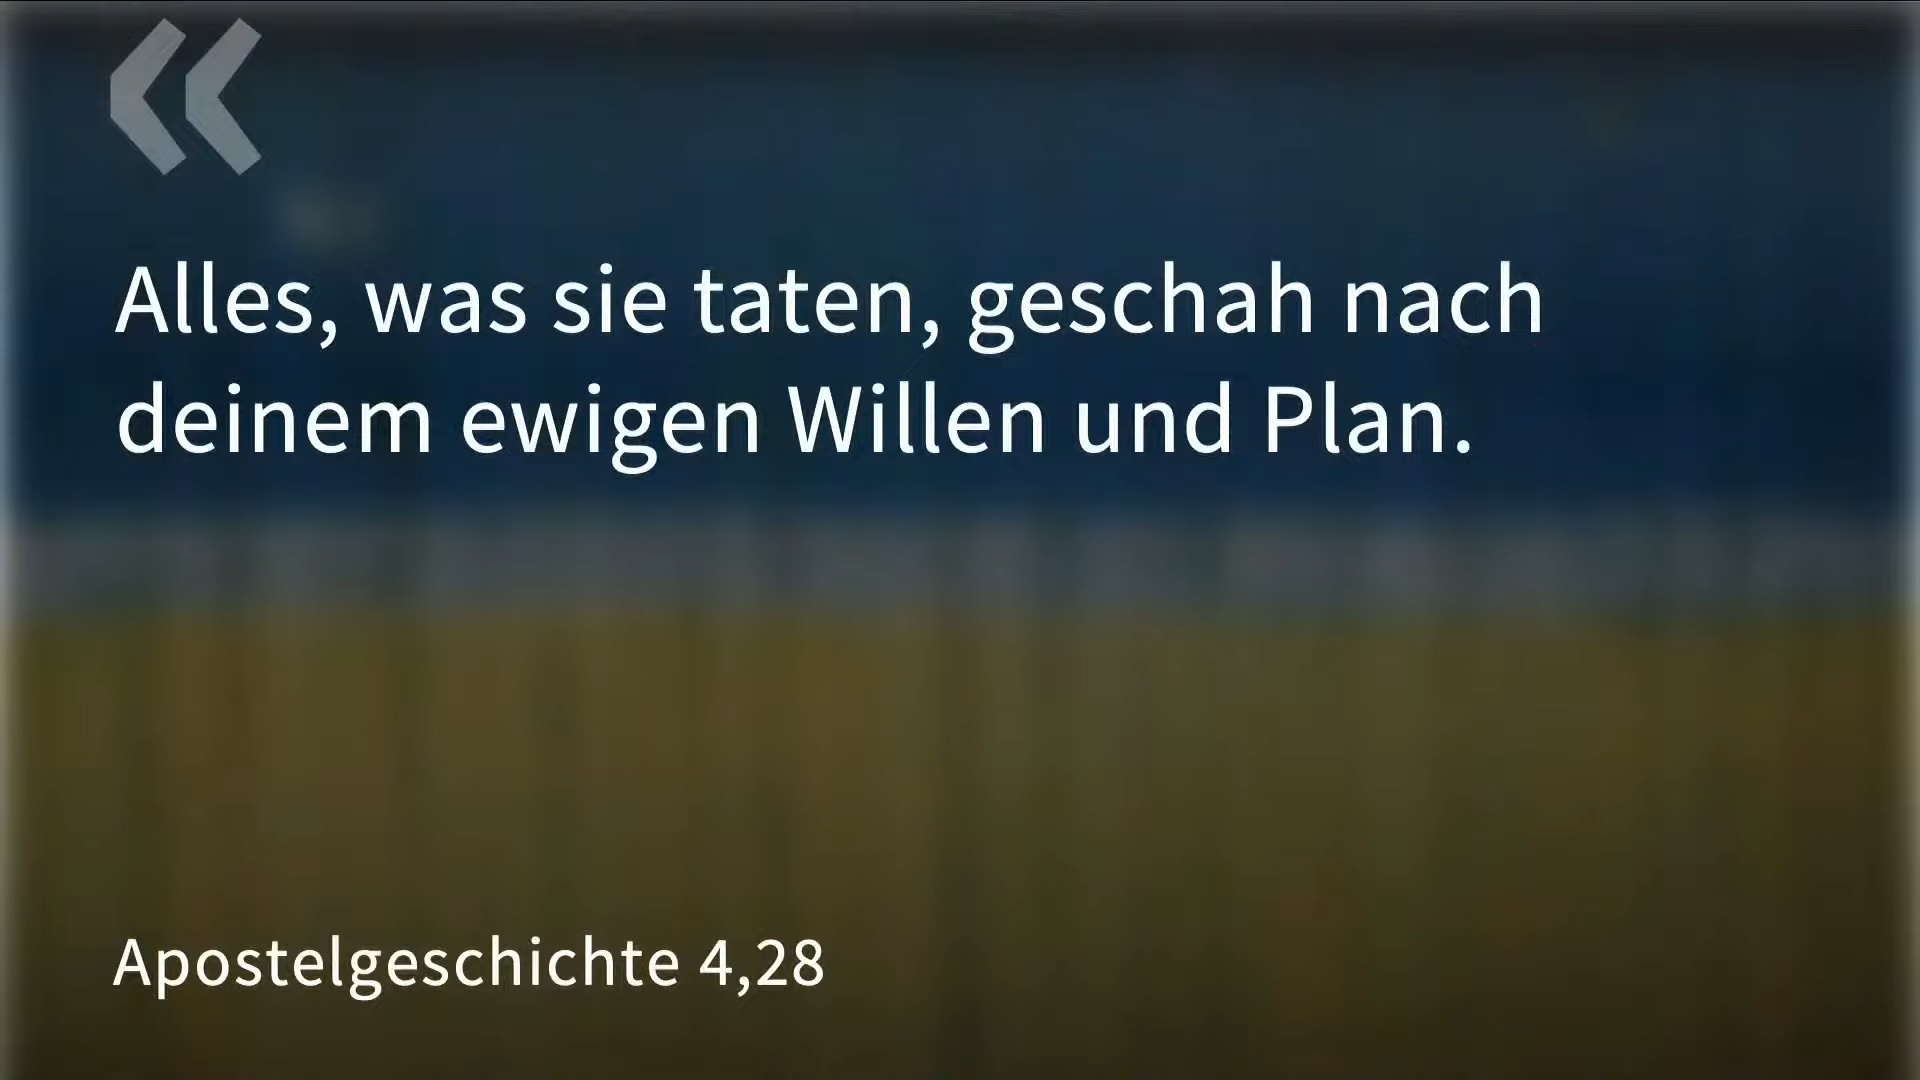 «
Alles, was sie taten, geschah nach
deinem ewigen Willen und Plan.
Apostelgeschichte 4,28